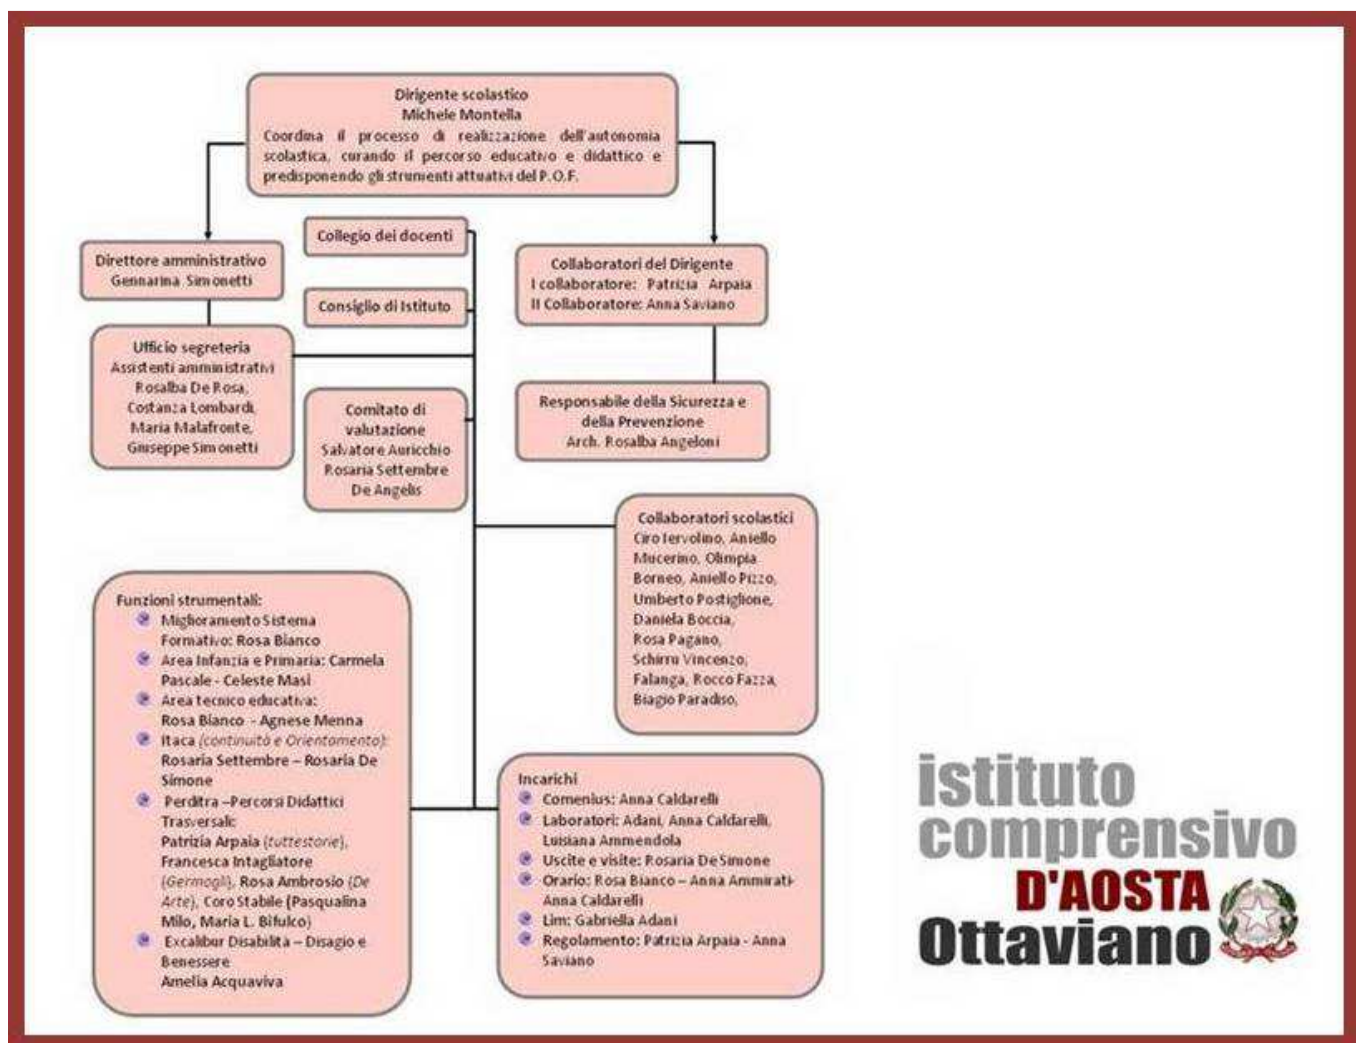 Dirigente scolastico
Michele Montella
Coordina il processo di realizzazione dell'autonomia
scolastica, curando il percorso educativo e didattico e
predisponendo gli strumenti attuativi del P.O.F.
Collegio dei docenti
Direttore amministrativo
Gennarina Simonetti
Collaboratori del Dirigente
I collaboratore: Patrizia Arpaia
II Collaboratore: Anna Saviano
Consiglio di Istituto
Ufficio segreteria
Assistenti amministrativi
Rosalba De Rosa,
Costanza Lombardi,
Maria Malafronte,
Giuseppe Simonetti
Comitato di
valutazione
Salvatore Auricchio
Rosaria Settembre
De Angelis
Responsabile della Sicurezza e
della Prevenzione
Arch. Rosalba Angeloni
Collaboratori scolastici
Ciro Iervolino, Aniello
Mucerino, Olimpia
Borneo, Aniello Pizzo,
Umberto Postiglione,
Daniela Boccia,
Rosa Pagano,
Schirru Vincenzo,
Falanga, Rocco Fazza,
Biagio Paradiso,
Funzioni strumentali:
Miglioramento Sistema
Formativo: Rosa Bianco
Area Infanzia e Primaria: Carmela
Pascale - Celeste Masi
Area tecnico educativa:
Rosa Bianco - Agnese Menna
Itaca (continuità e Orientamento):
Rosaria Settembre – Rosaria De
Simone
Perditra –Percorsi Didattici
Trasversali:
Patrizia Arpaia (tuttestorie),
Francesca Intagliatore
(Germogli), Rosa Ambrosio (De
Arte), Coro Stabile (Pasqualina
Milo, Maria L. Bifulco)
Excalibur Disabilità – Disagio e
Benessere
Amelia Acquaviva
Incarichi
Comenius: Anna Caldarelli
Laboratori: Adani, Anna Caldarelli,
Luisiana Ammendola
Uscite e visite: Rosaria De Simone
Orario: Rosa Bianco – Anna Ammirati-
Anna Caldarelli
Lim: Gabriella Adani
Regolamento: Patrizia Arpaia - Anna
Saviano
istituto
comprensivo
D'AOSTA
Ottaviano